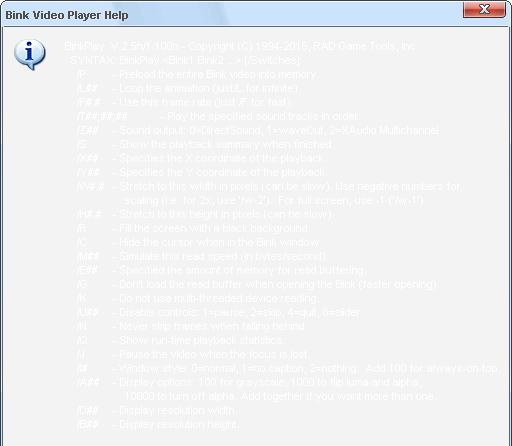 Bink Video Player Help
BinkPlay V 2.5h/1.100h - Copyright (C) 1994-2016, RAD Game Tools, Inc.
SYNTAX: BinkPlay <Bink1 Bink2 ...> [/Switches]
/P - Preload the entire Bink video into memory.
/L## - Loop the animation (just /L for infinite).
/F#.# - Use this frame rate (just /F for fast).
/T##,##,## - Play the specified sound tracks in order.
/Z## - Sound output: 0=DirectSound, 1=waveOut, 2=XAudio Multichannel
/S - Show the playback summary when finished.
/X## - Specifies the X coordinate of the playback.
/Y## - Specifies the Y coordinate of the playback.
/W#.# - Stretch to this width in pixels (can be slow). Use negative numbers for
scaling (i.e. for 2x, use '/w-2'). For full screen, use -1 ('/w-1').
/H#.# - Stretch to this height in pixels (can be slow).
/R - Fill the screen with a black background.
/C - Hide the cursor when in the Bink window.
/M## - Simulate this read speed (in bytes/second).
/E## - Specified the amount of memory for read buffering.
/G - Don't load the read buffer when opening the Bink (faster opening).
/K - Do not use multi-threaded device reading.
/U## - Disable controls: 1=pause, 2=skip, 4=quit, 8=slider
/N - Never skip frames when falling behind.
/Q - Show run-time playback statistics.
/J - Pause the video when the focus is lost.
/I# - Window style: 0=normal, 1=no caption, 2=nothing. Add 100 for always-on-top.
/A## - Display options: 100 for grayscale, 1000 to flip luma and alpha,
10000 to turn off alpha. Add together if you want more than one.
/D## - Display resolution width.
/B## - Display resolution height.